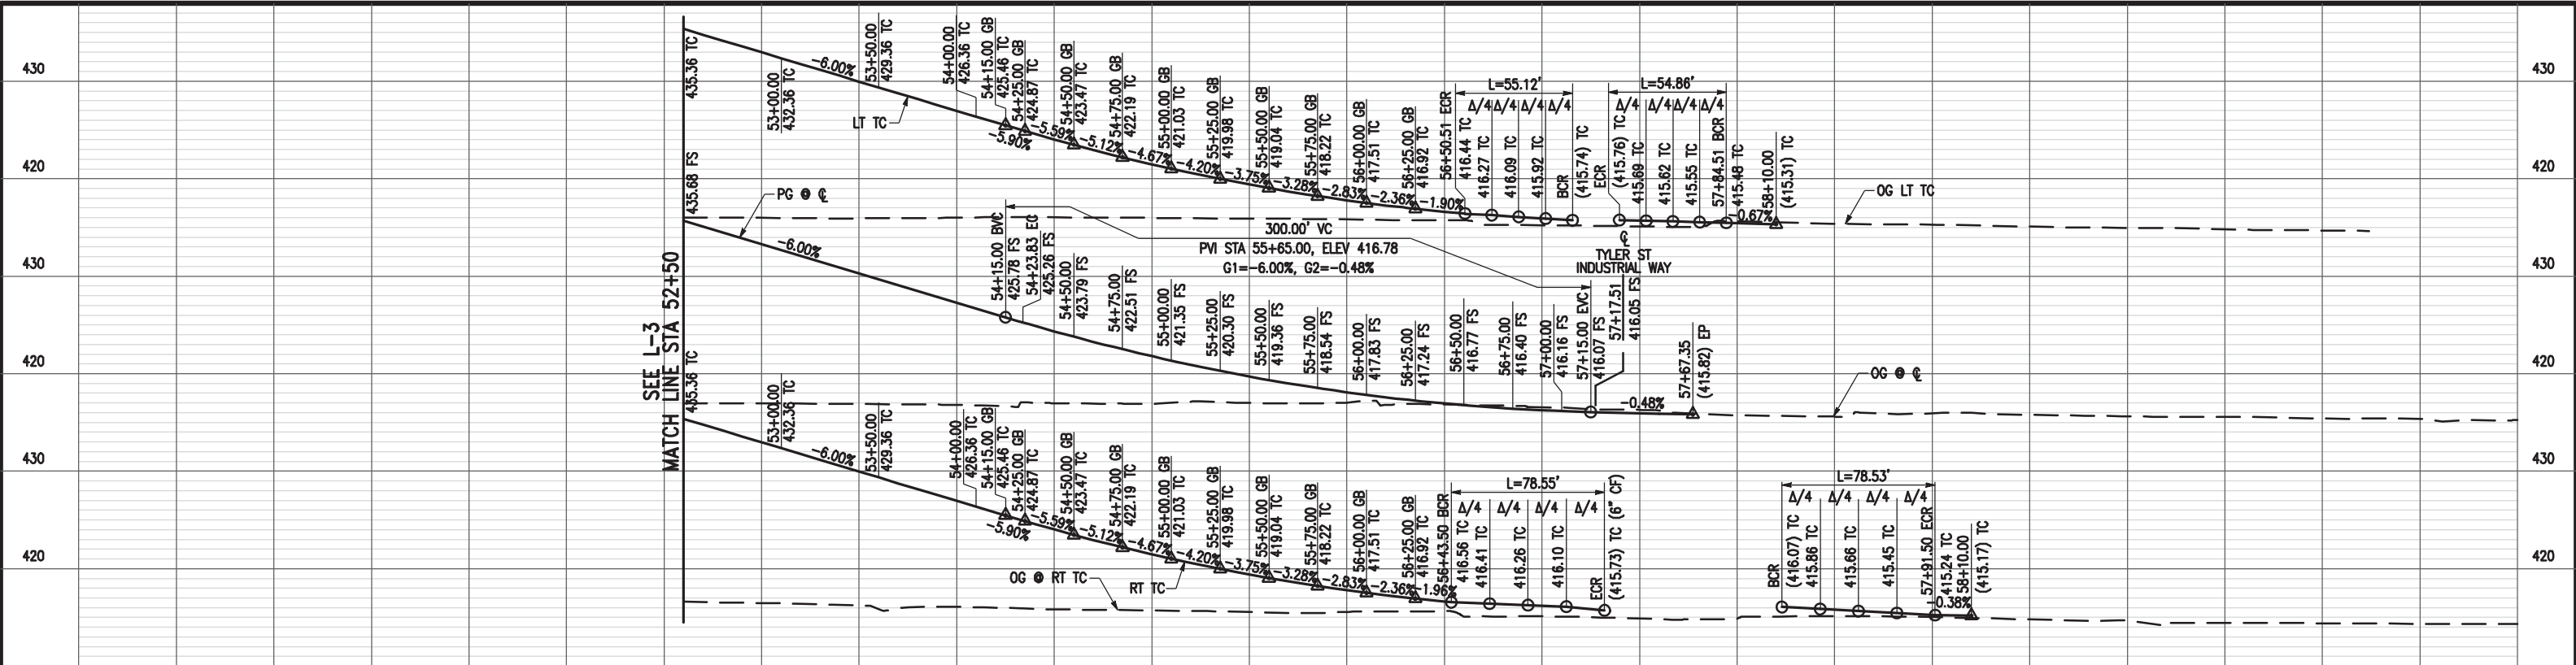 430
420
430
420
430
420
430
420
430
420
430
420
SEE L-3
MATCH LINE STA 52+50
435.36 TC
-6.00%
53+00.00
432.36 TC
53+50.00
429.36 TC
LT TC
54+00.00
426.36 TC
54+15.00 GB
425.46 TC
54+25.00 GB
424.87 TC
-5.90%
-5.59%
54+50.00 GB
423.47 TC
-5.12%
54+75.00 GB
422.19 TC
-4.67%
55+00.00 GB
421.03 TC
-4.20%
55+25.00 GB
419.98 TC
-3.75%
55+50.00 GB
419.04 TC
-3.28%
55+75.00 GB
418.22 TC
-2.83%
56+00.00 GB
417.51 TC
-2.36%
56+25.00 GB
416.92 TC
-1.90%
56+50.51 ECR
416.44 TC
L=55.12'
Δ/4 Δ/4 Δ/4 Δ/4
416.27 TC
416.09 TC
415.92 TC
BCR
(415.74) TC
ECR
(415.76) TC
L=54.86'
Δ/4 Δ/4 Δ/4 Δ/4
415.69 TC
415.62 TC
415.55 TC
57+84.51 BCR
415.48 TC
-0.67%
58+10.00
(415.31) TC
OG LT TC
435.68 FS
PG @ ℄
-6.00%
54+15.00 BVC
425.78 FS
54+23.83 EC
425.26 FS
54+50.00
423.79 FS
54+75.00
422.51 FS
55+00.00
421.35 FS
55+25.00
420.30 FS
55+50.00
419.36 FS
55+75.00
418.54 FS
56+00.00
417.83 FS
56+25.00
417.24 FS
56+50.00
416.77 FS
56+75.00
416.40 FS
57+00.00
416.16 FS
57+15.00 EVC
416.07 FS
57+17.51
416.05 FS
300.00' VC
PVI STA 55+65.00, ELEV 416.78
G1=-6.00%, G2=-0.48%
℄
TYLER ST
INDUSTRIAL WAY
-0.48%
57+67.35
(415.82) EP
OG @ ℄
435.36 TC
-6.00%
53+00.00
432.36 TC
53+50.00
429.36 TC
54+00.00
426.36 TC
54+15.00 GB
425.46 TC
54+25.00 GB
424.87 TC
-5.90%
-5.59%
54+50.00 GB
423.47 TC
-5.12%
54+75.00 GB
422.19 TC
-4.67%
55+00.00 GB
421.03 TC
-4.20%
55+25.00 GB
419.98 TC
-3.75%
55+50.00 GB
419.04 TC
-3.28%
55+75.00 GB
418.22 TC
-2.83%
56+00.00 GB
417.51 TC
-2.36%
56+25.00 GB
416.92 TC
-1.96%
56+43.50 BCR
416.56 TC
L=78.55'
Δ/4 Δ/4 Δ/4 Δ/4
416.41 TC
416.26 TC
416.10 TC
ECR
(415.73) TC (6" CF)
OG @ RT TC
RT TC
L=78.53'
Δ/4 Δ/4 Δ/4 Δ/4
BCR
(416.07) TC
415.86 TC
415.66 TC
415.45 TC
57+91.50 ECR
415.24 TC
-0.38%
58+10.00
(415.17) TC